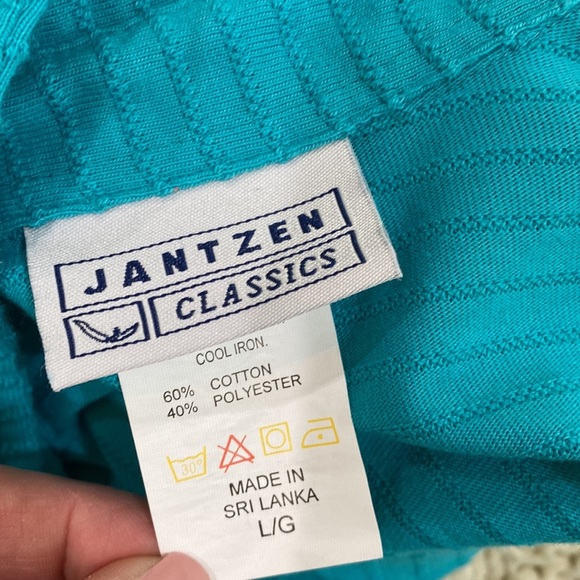 JANTZEN
CLASSICS
COOL IRON.
60% COTTON
40% POLYESTER
30°
MADE IN
SRI LANKA
L/G